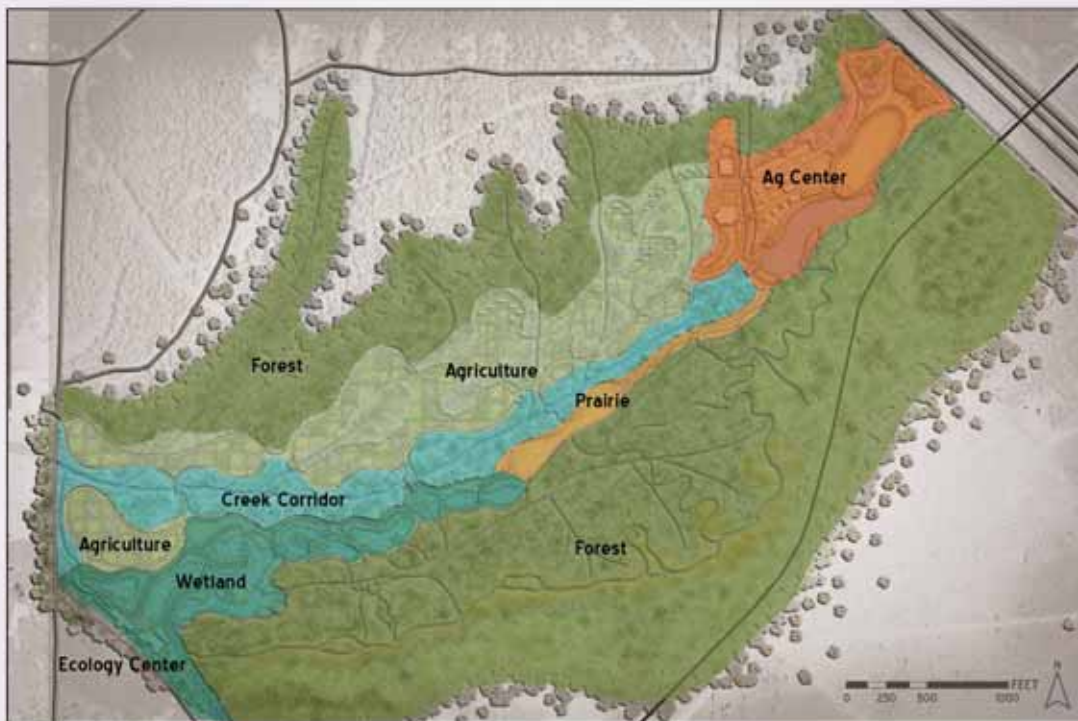 Ag Center
Forest
Agriculture
Prairie
Creek Corridor
Agriculture
Forest
Wetland
Ecology Center
N
FEET
0 250 500 1000